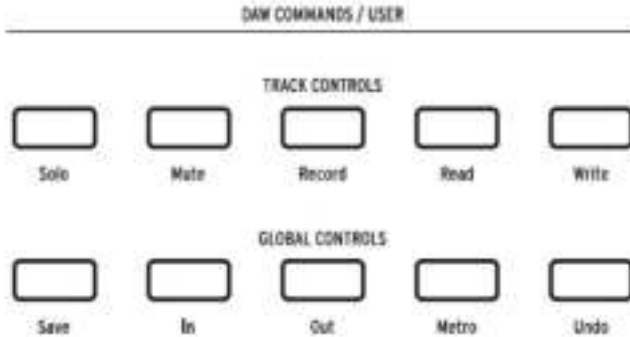 DAW COMMANDS / USER
TRACK CONTROLS
Solo Mute Record Read Write
GLOBAL CONTROLS
Save In Out Metro Undo